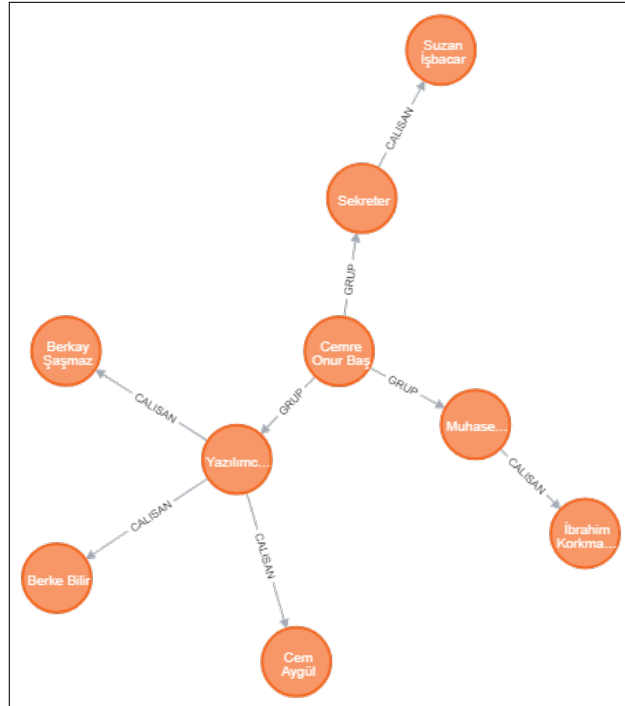 Suzan
İşbacar
CALISAN
Sekreter
GRUP
Cemre
Onur Baş
Berkay
Şaşmaz
CALISAN
GRUP
GRUP
Muhase...
Yazılımc...
CALISAN
CALISAN
İbrahim
Korkma...
CALISAN
Berke Bilir
Cem
Aygül